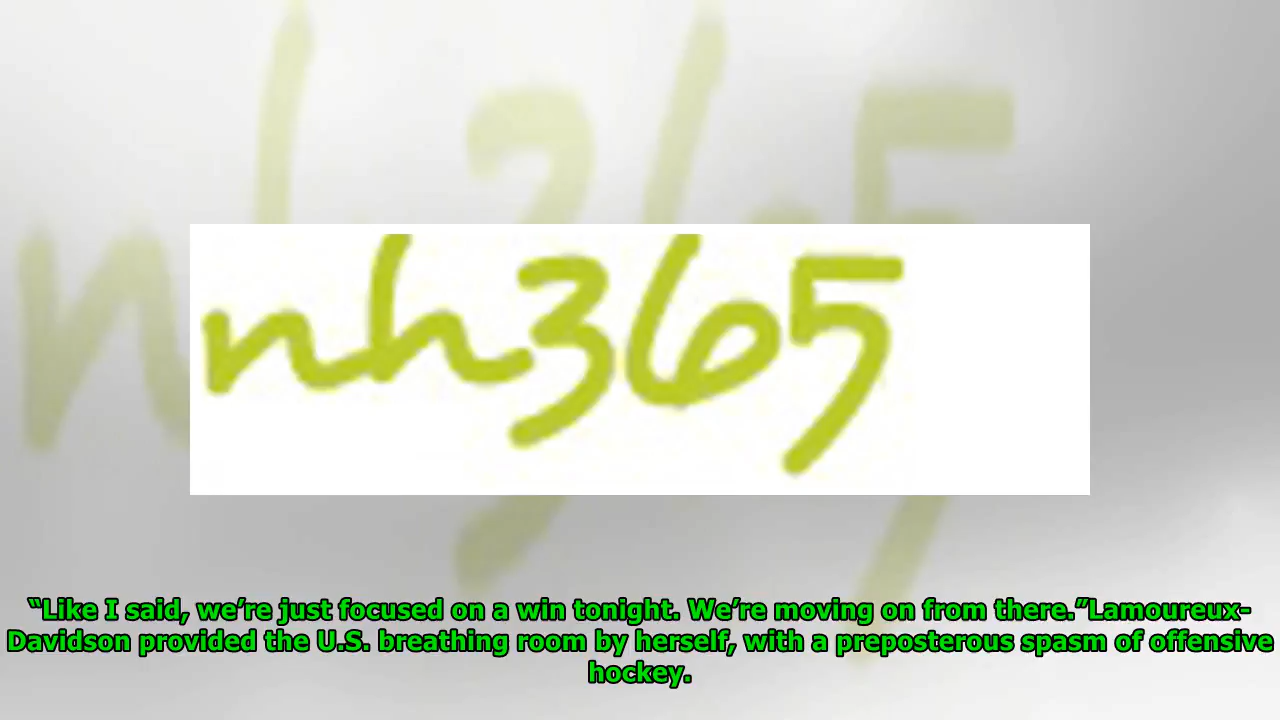 nh365
“Like I said, we’re just focused on a win tonight. We’re moving on from there.”Lamoureux-
Davidson provided the U.S. breathing room by herself, with a preposterous spasm of offensive
hockey.